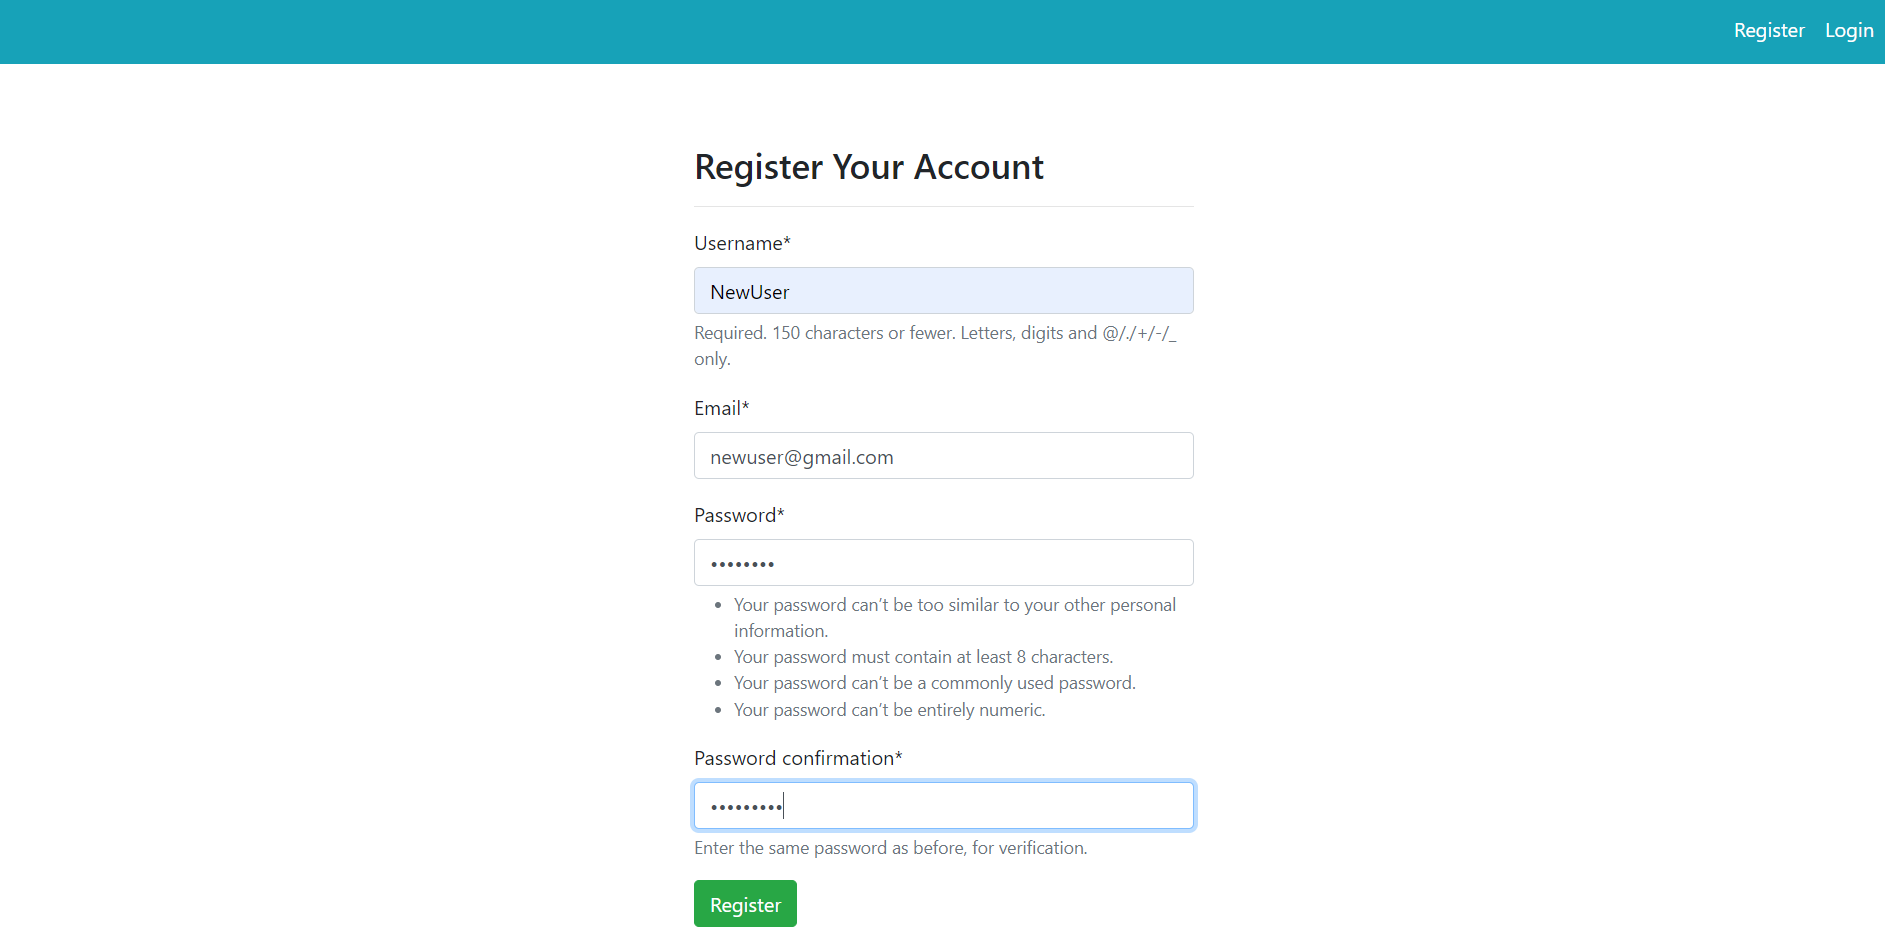 Register Login
Register Your Account
Username*
NewUser
Required. 150 characters or fewer. Letters, digits and @/./+/-/_
only.
Email*
newuser@gmail.com
Password*
••••••••
• Your password can’t be too similar to your other personal
information.
• Your password must contain at least 8 characters.
• Your password can’t be a commonly used password.
• Your password can’t be entirely numeric.
Password confirmation*
•••••••••
Enter the same password as before, for verification.
Register